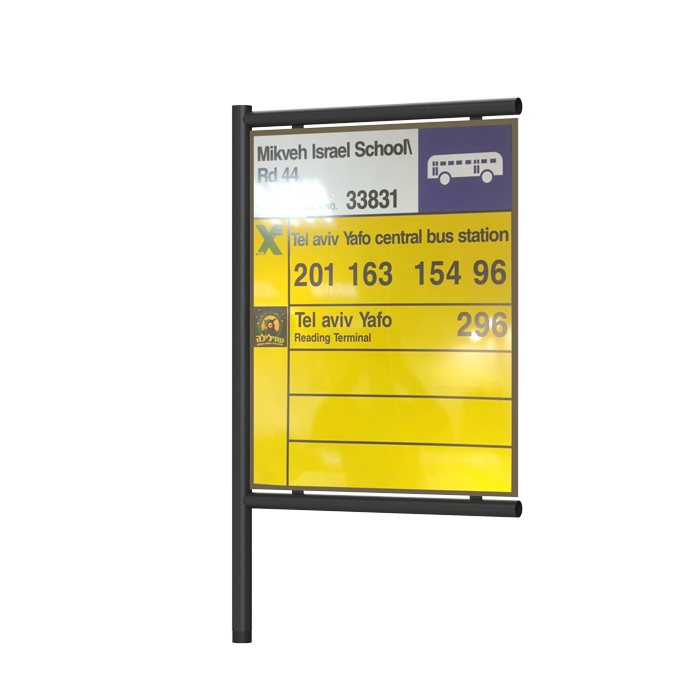 Mikveh Israel School\
Rd 44
No. 33831
Tel aviv Yafo central bus station
201 163 154 96
Tel aviv Yafo 296
Reading Terminal